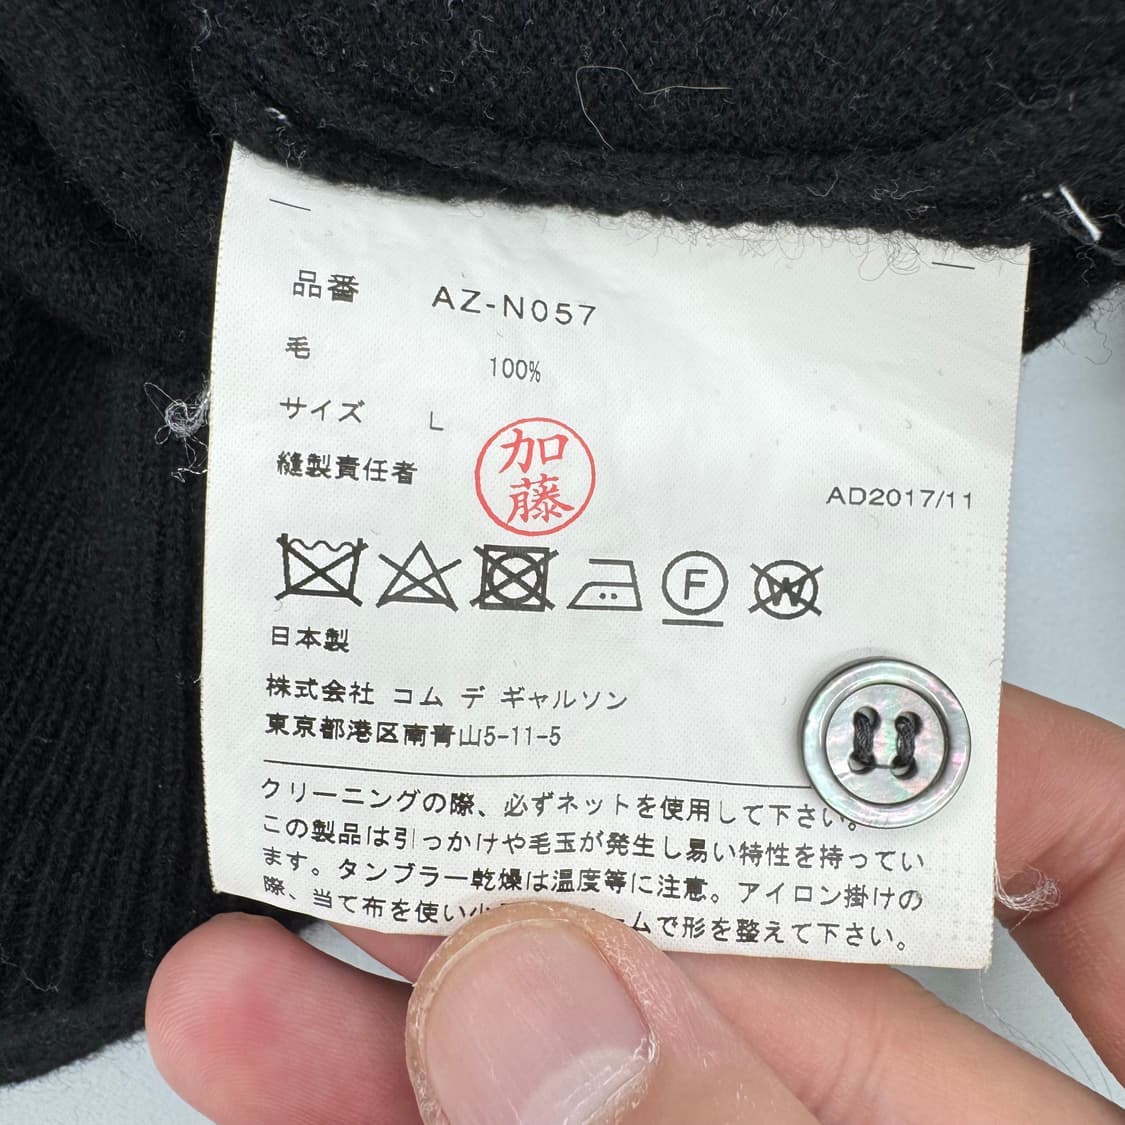 品番 AZ-N057
毛 100%
サイズ L
縫製責任者 加藤
AD2017/11
F W
日本製
株式会社 コム デ ギャルソン
東京都港区南青山5-11-5
クリーニングの際、必ずネットを使用して下さい。
この製品は引っかけや毛玉が発生し易い特性を持ってい
ます。タンブラー乾燥は温度等に注意。アイロン掛けの
際、当て布を使い ムで形を整えて下さい。